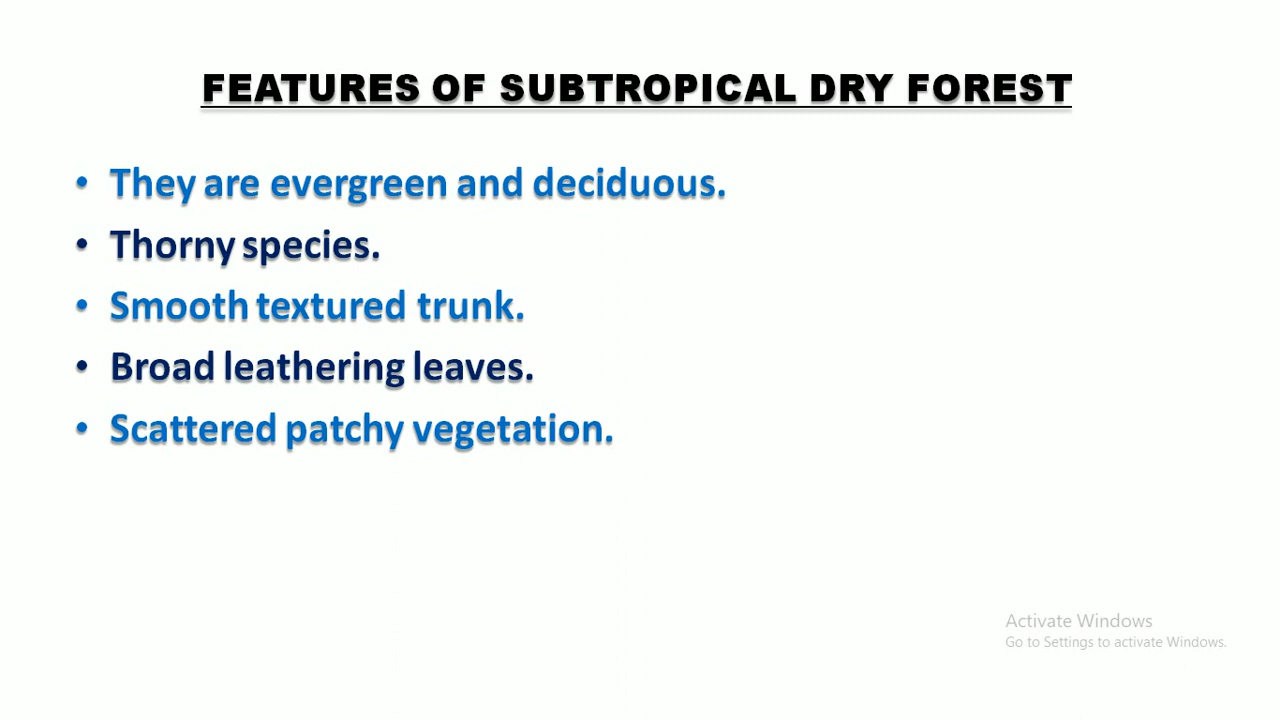 FEATURES OF SUBTROPICAL DRY FOREST
• They are evergreen and deciduous.
• Thorny species.
• Smooth textured trunk.
• Broad leathering leaves.
• Scattered patchy vegetation.
Activate Windows
Go to Settings to activate Windows.